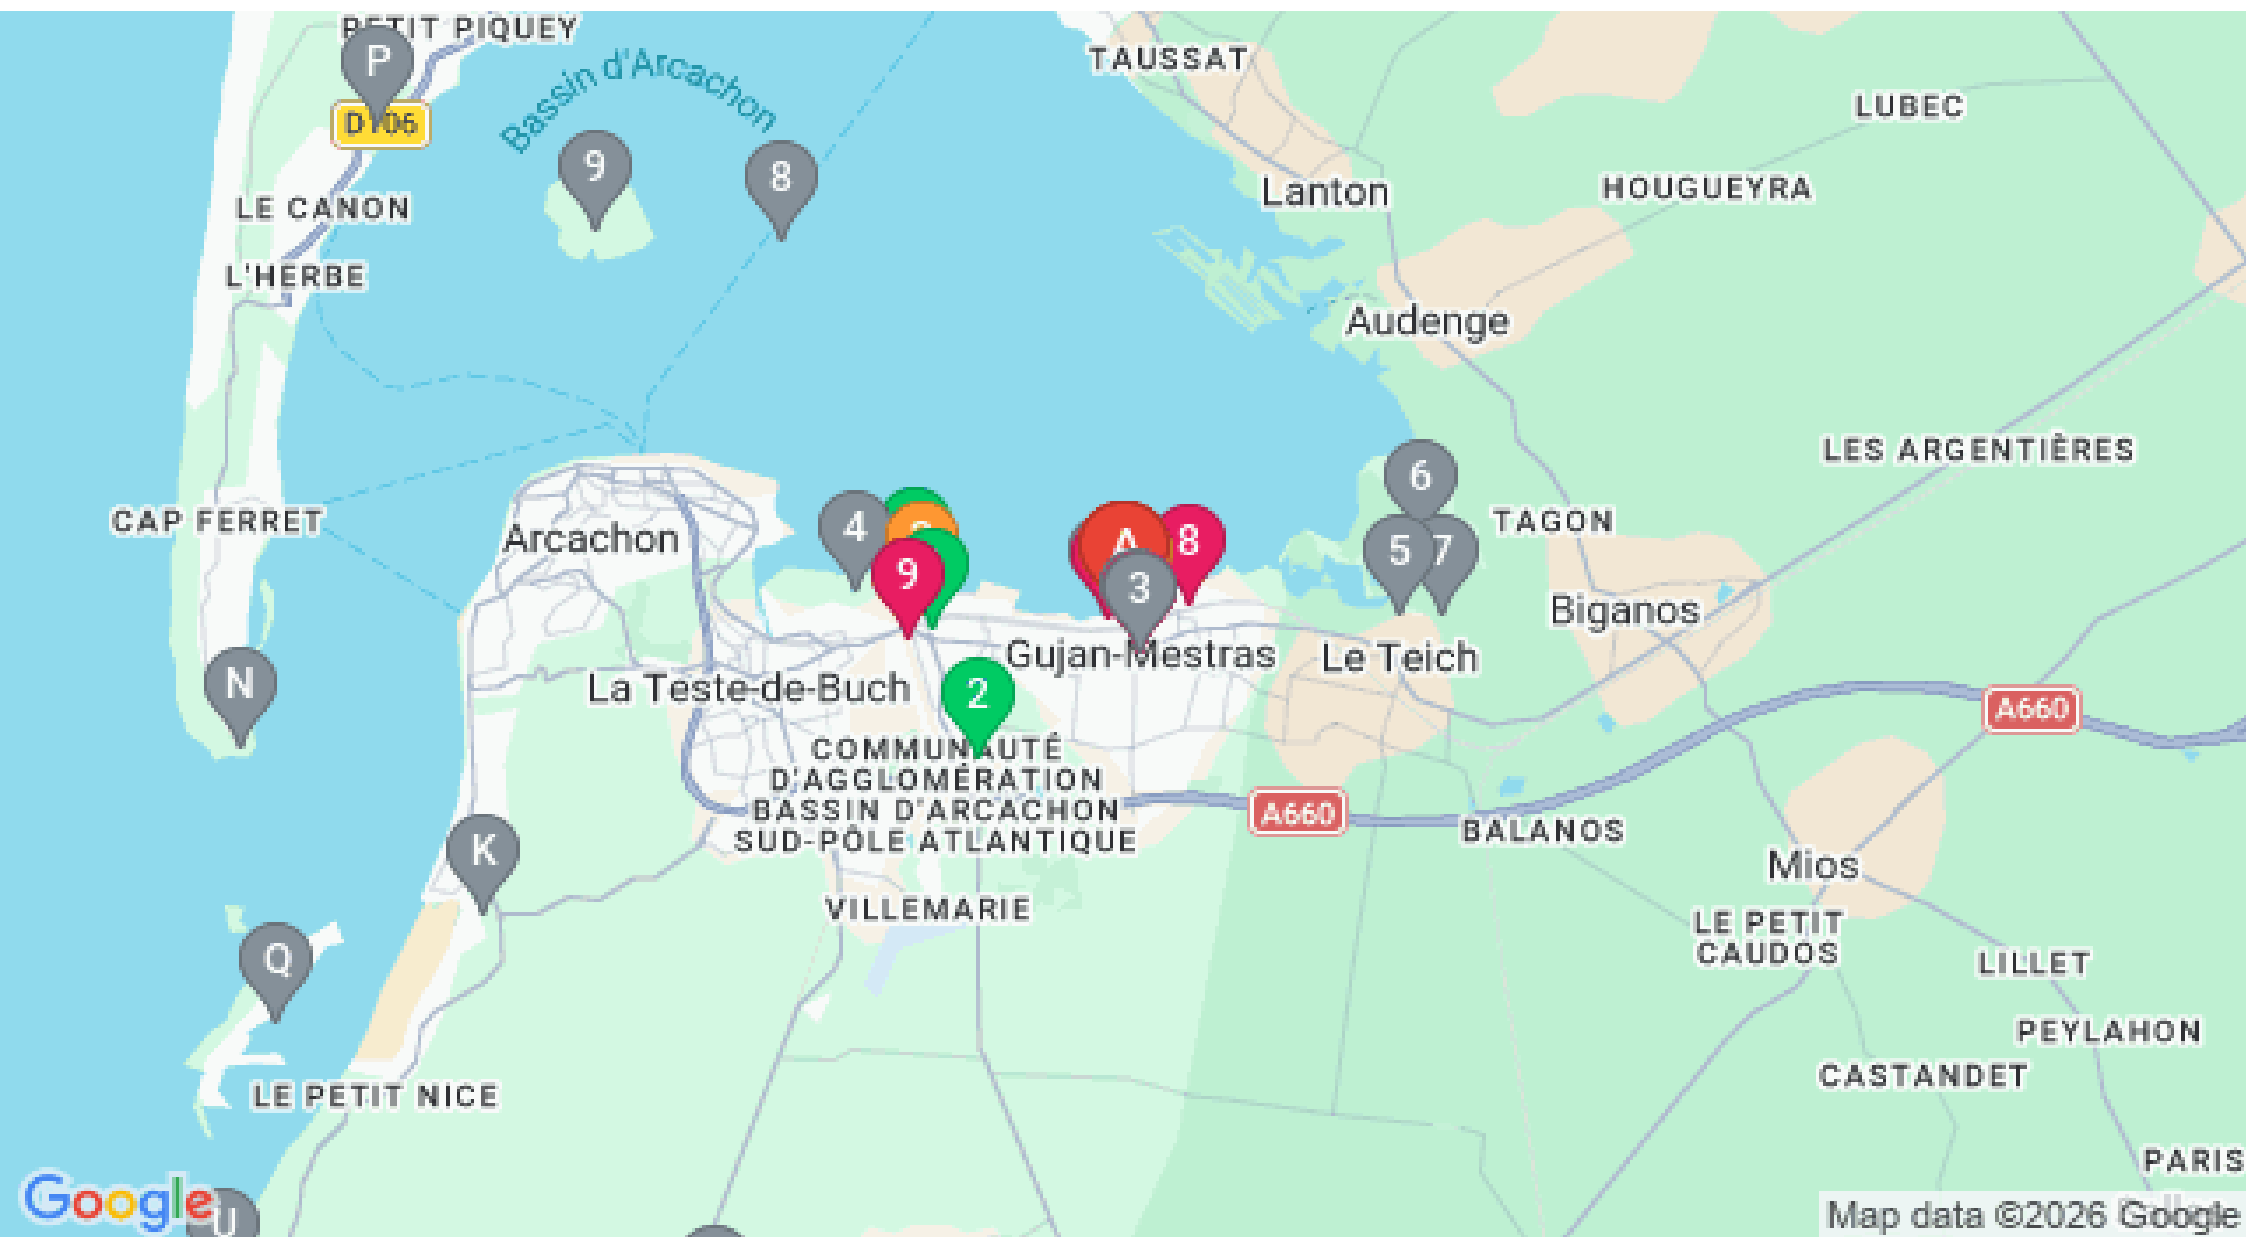 PETIT PIQUEY
P
D106
Bassin d'Arcachon
TAUSSAT
LUBEC
9
8
LE CANON
Lanton
HOUGUEYRA
L'HERBE
Audenge
LES ARGENTIÈRES
6
CAP FERRET
Arcachon
4
A
8
5
7
TAGON
9
3
Biganos
Gujan-Mestras
Le Teich
N
La Teste-de-Buch
2
A660
COMMUNAUTÉ
D'AGGLOMÉRATION
BASSIN D'ARCACHON
SUD-PÔLE ATLANTIQUE
A660
BALANOS
K
Mios
VILLEMARIE
LE PETIT
CAUDOS
Q
LILLET
PEYLAHON
LE PETIT NICE
CASTANDET
PARIS
Google
U
Map data ©2026 Google